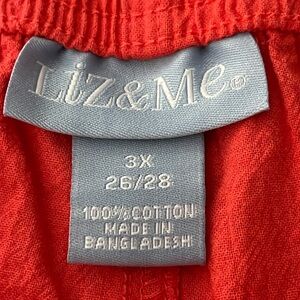 Liz&Me®
3X
26/28
100% COTTON
MADE IN
BANGLADESH